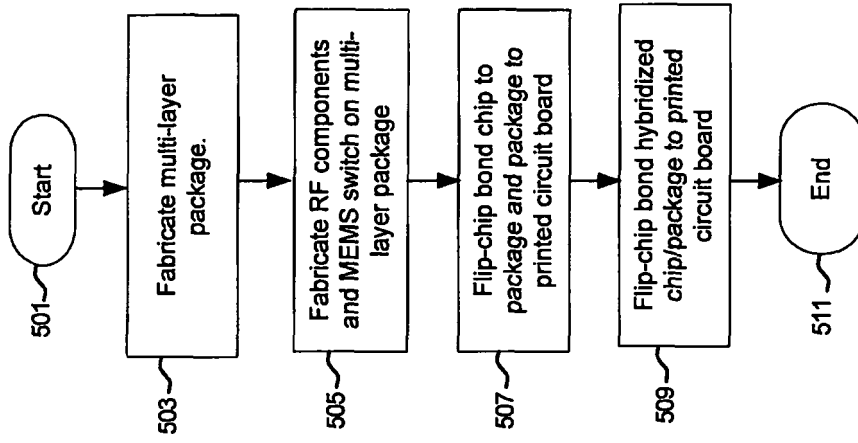 501
Start
503
Fabricate multi-layer
package.
505
Fabricate RF components
and MEMS switch on multi-
layer package
507
Flip-chip bond chip to
package and package to
printed circuit board
509
Flip-chip bond hybridized
chip/package to printed
circuit board
511
End